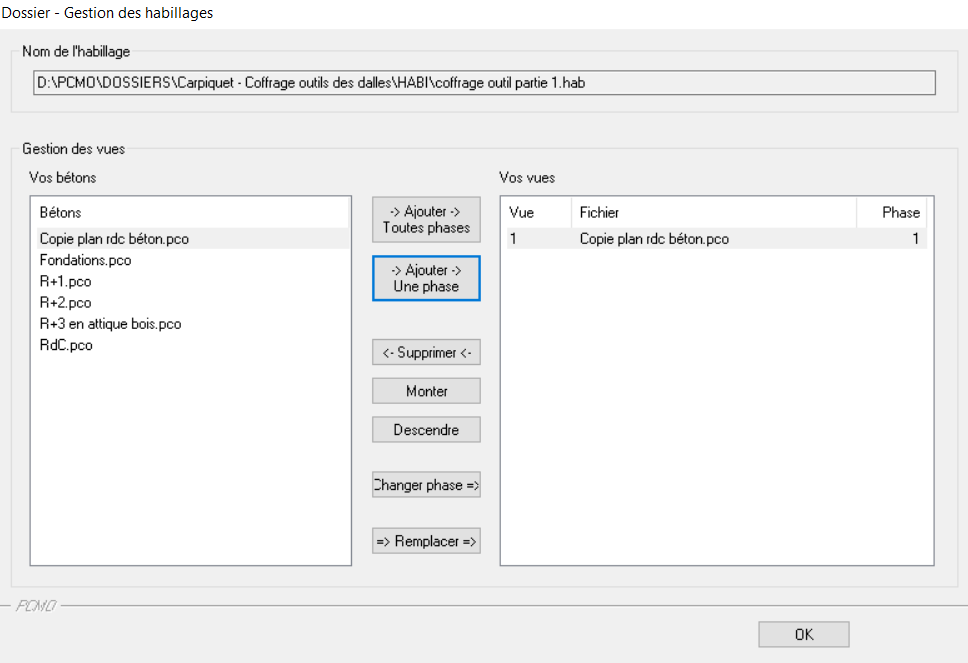 Dossier - Gestion des habillages
Nom de l'habillage
D:\PCMO\DOSSIERS\Carpiquet - Coffrage outils des dalles\HABI\coffrage outil partie 1.hab
Gestion des vues
Vos bétons
Bétons
Copie plan rdc béton.pco
Fondations.pco
R+1.pco
R+2.pco
R+3 en attique bois.pco
RdC.pco
-> Ajouter ->
Toutes phases
-> Ajouter ->
Une phase
<- Supprimer <-
Monter
Descendre
Changer phase =>
=> Remplacer =>
Vos vues
Vue Fichier Phase
1 Copie plan rdc béton.pco 1
PCMO
OK